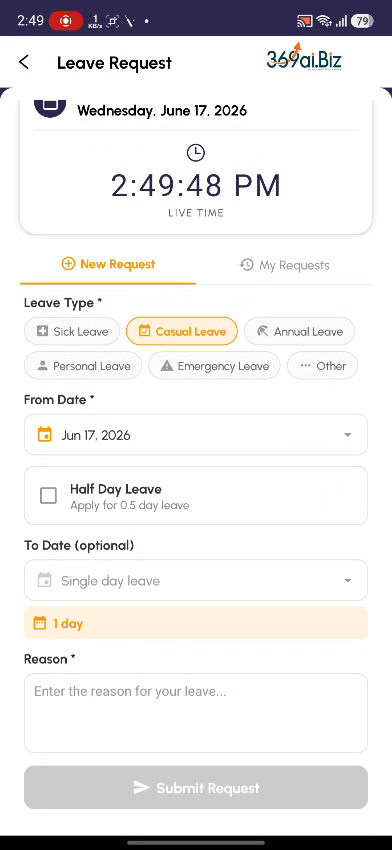 2:49 1 KB/s 79
Leave Request 369ai.Biz
Wednesday, June 17, 2026
2:49:48 PM
LIVE TIME
New Request My Requests
Leave Type *
Sick Leave Casual Leave Annual Leave
Personal Leave Emergency Leave Other
From Date *
Jun 17, 2026
Half Day Leave
Apply for 0.5 day leave
To Date (optional)
Single day leave
1 day
Reason *
Enter the reason for your leave...
Submit Request